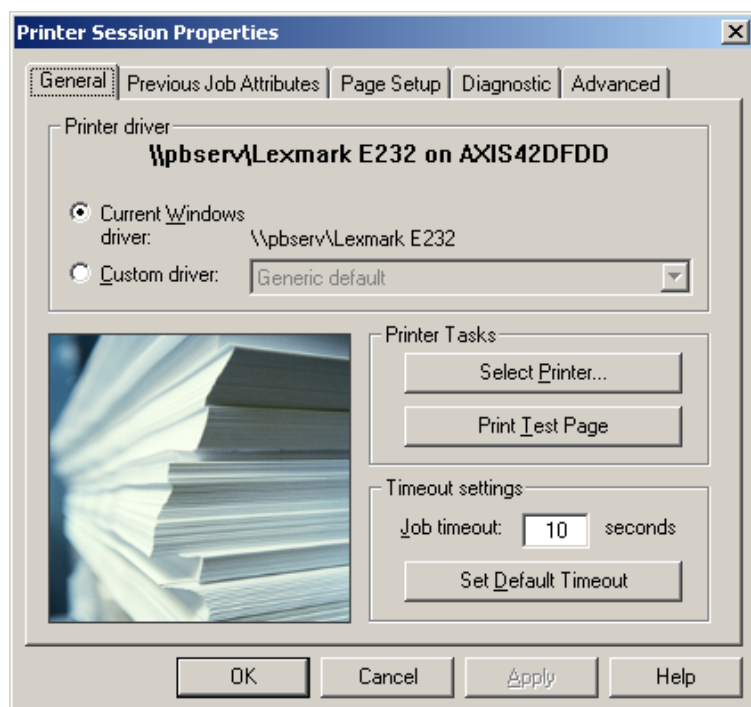 Printer Session Properties
General Previous Job Attributes Page Setup Diagnostic Advanced
Printer driver
\\pbserv\Lexmark E232 on AXIS42DFDD
Current Windows
driver: \\pbserv\Lexmark E232
Custom driver: Generic default
Printer Tasks
Select Printer...
Print Test Page
Timeout settings
Job timeout: 10 seconds
Set Default Timeout
OK Cancel Apply Help